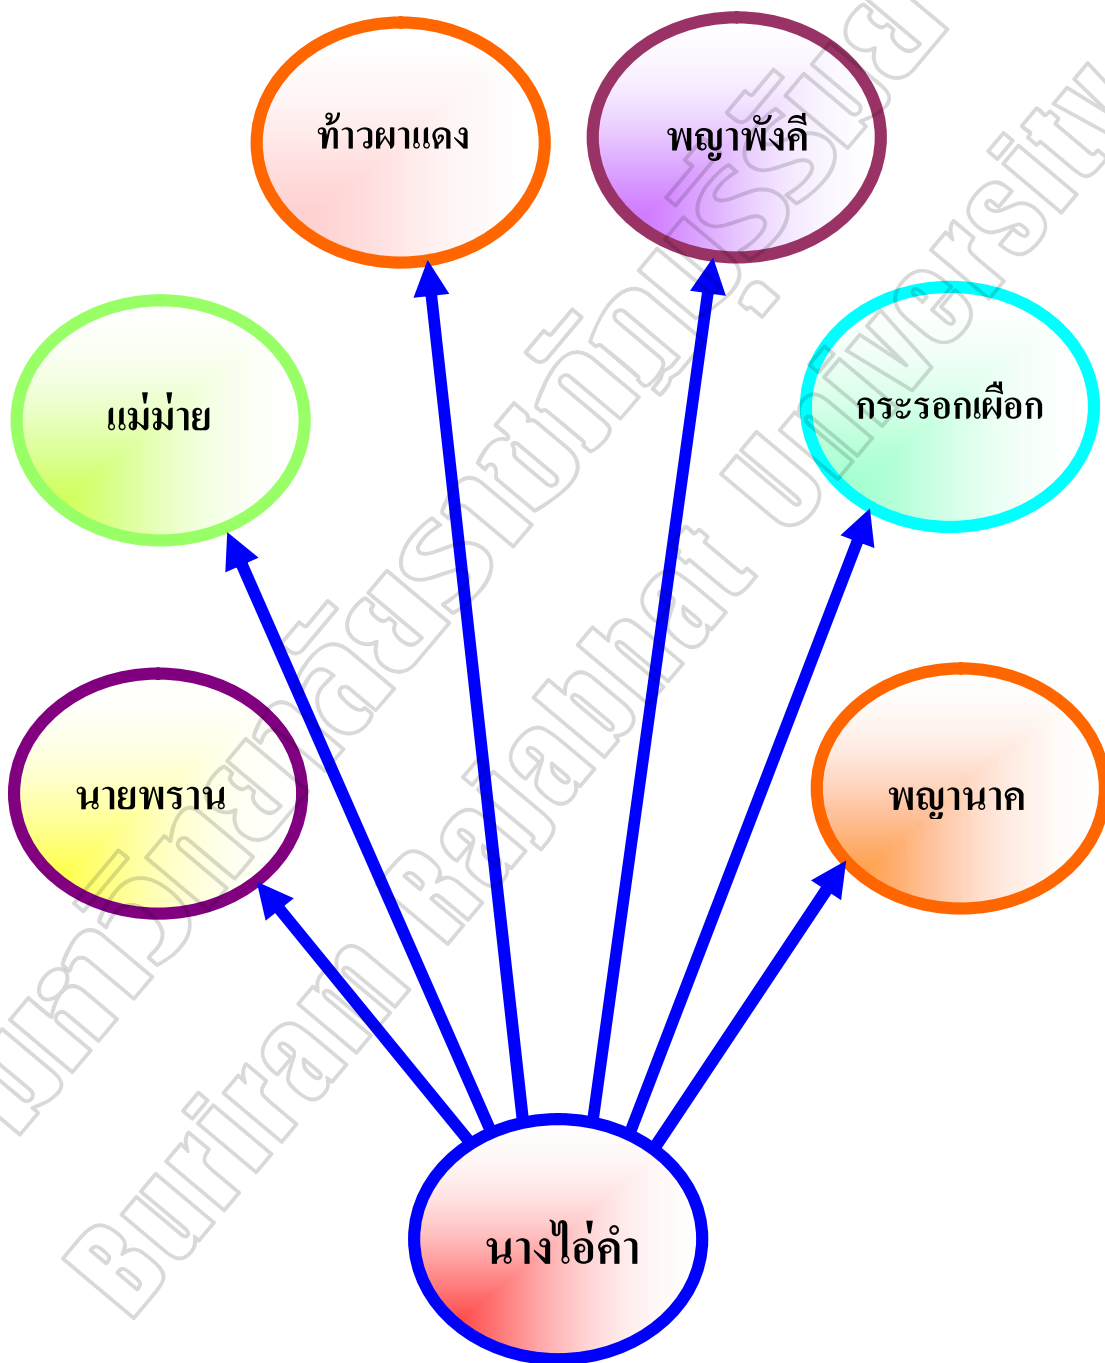 ท้าวผาแดง
พญาพังคี
แม่ม่าย
กระรอกเผือก
นายพราน
พญานาค
นางไอ่คำ
มหาวิทยาลัยราชภัฏบุรีรัมย์
Buriram Rajabhat University